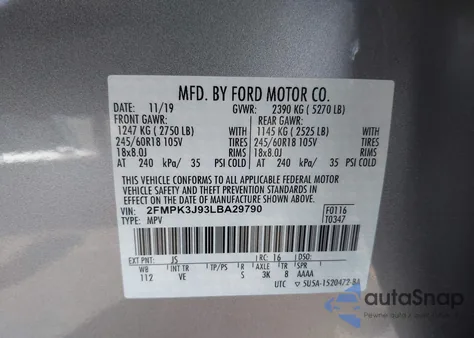 MFD. BY FORD MOTOR CO.
DATE: 11/19 GVWR: 2390 KG ( 5270 LB)
FRONT GAWR: REAR GAWR:
1247 KG ( 2750 LB) WITH 1145 KG ( 2525 LB) WITH
245/60R18 105V TIRES 245/60R18 105V TIRES
18x8.0J RIMS 18x8.0J RIMS
AT 240 kPa/ 35 PSI COLD AT 240 kPa/ 35 PSI COLD
THIS VEHICLE CONFORMS TO ALL APPLICABLE FEDERAL MOTOR
VEHICLE SAFETY AND THEFT PREVENTION STANDARDS IN
EFFECT ON THE DATE OF MANUFACTURE SHOWN ABOVE.
VIN: 2FMPK3J93LBA29790 F0116
TYPE: MPV T0347
EXT PNT: JS RC: 16 DSO:
WB INT TR TP/PS R AXLE TR SPR
112 VE S 3K 8 AAAA
UTC 5U5A-1520472-BA
autoSnap